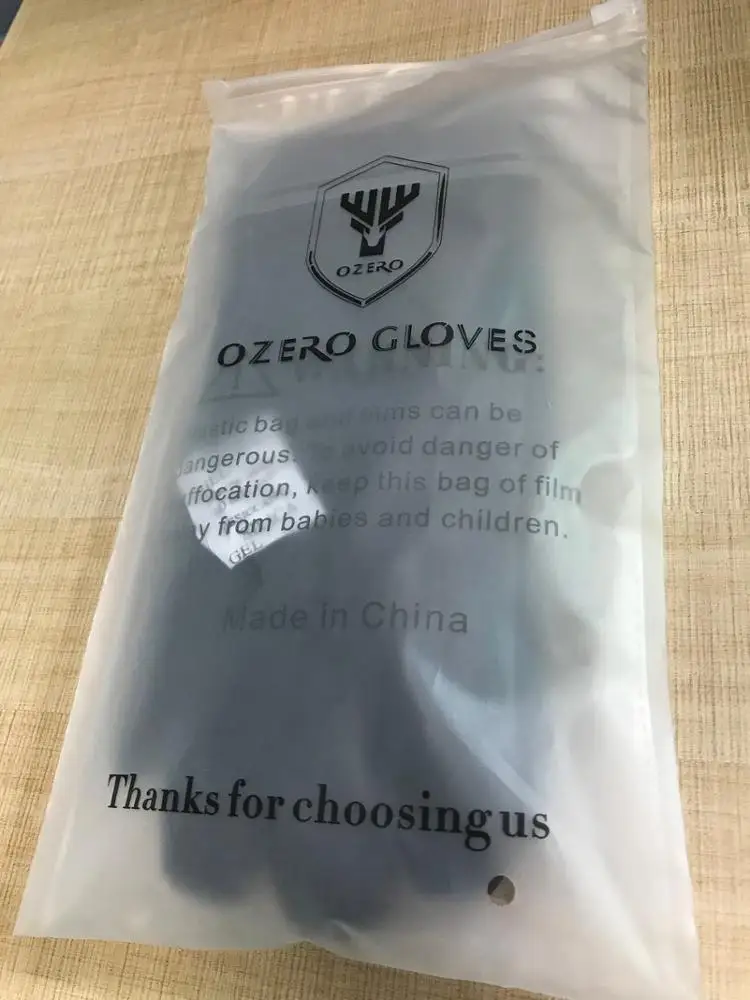 OZERO
OZERO GLOVES
WARNING:
stic bag and films can be
angerous. To avoid danger of
ffocation, keep this bag of film
y from babies and children.
GEL
Made in China
Thanks for choosing us